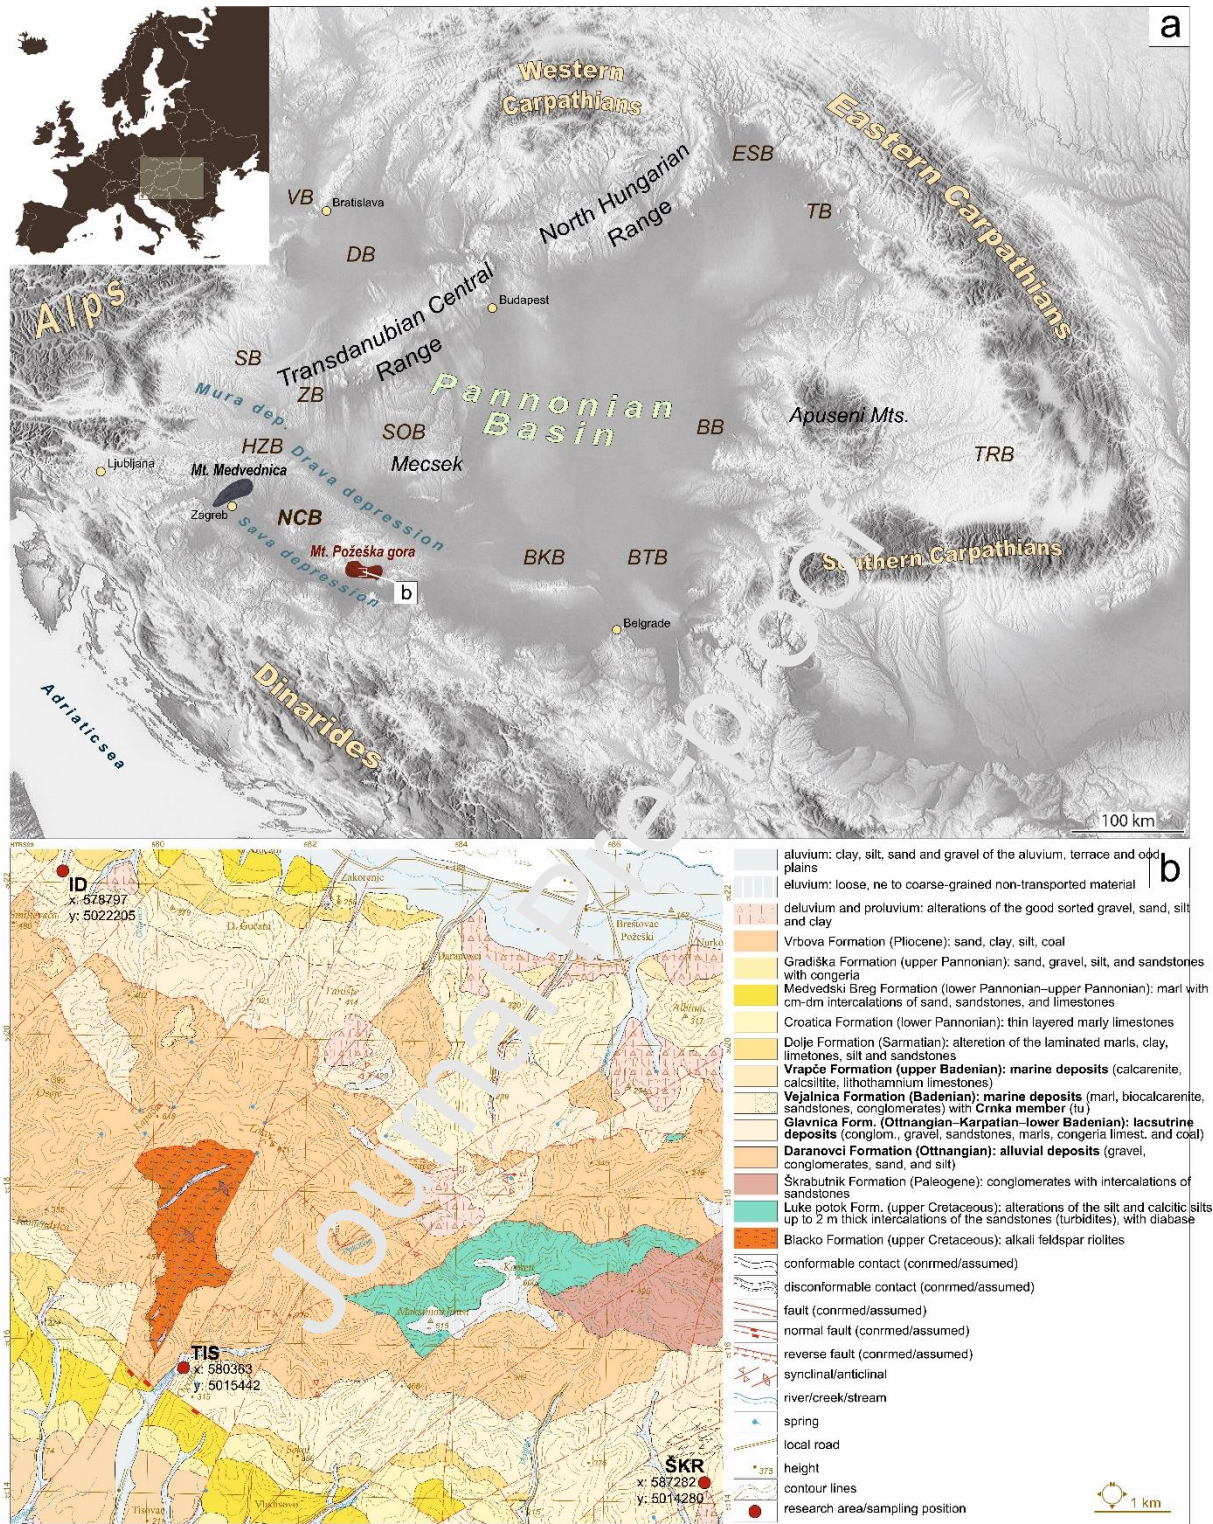 a
Western
Carpathians
Eastern Carpathians
ESB
North Hungarian
Range
TB
VB
Bratislava
DB
Alps
Transdanubian Central
Range
Budapest
SB
ZB
Pannonian
Basin
Mura dep.
SOB
BB
Apuseni Mts.
HZB
Drava depression
Mecsek
TRB
Ljubljana
Mt. Medvednica
Zagreb
NCB
Sava depression
Mt. Požeška gora
b
BKB
BTB
Southern Carpathians
Belgrade
Dinarides
Adriatic sea
100 km
Journal Pre-proof
b
HTRS96
580
682
684
686
ID
x: 578797
y: 5022205
Zakorenje
D. Gučani
Brestovac
Požeški
Daranovci
TIS
x: 580363
y: 5015442
ŠKR
x: 587282
y: 5014280
Sokol
Tisovac
Vlatovo
aluvium: clay, silt, sand and gravel of the aluvium, terrace and ood
plains
eluvium: loose, ne to coarse-grained non-transported material
deluvium and proluvium: alterations of the good sorted gravel, sand, silt
and clay
Vrbova Formation (Pliocene): sand, clay, silt, coal
Gradiška Formation (upper Pannonian): sand, gravel, silt, and sandstones
with congeria
Medvedski Breg Formation (lower Pannonian–upper Pannonian): marl with
cm-dm intercalations of sand, sandstones, and limestones
Croatica Formation (lower Pannonian): thin layered marly limestones
Dolje Formation (Sarmatian): alteretion of the laminated marls, clay,
limetones, silt and sandstones
Vrapče Formation (upper Badenian): marine deposits (calcarenite,
calcsiltite, lithothamnium limestones)
Vejalnica Formation (Badenian): marine deposits (marl, biocalcarenite,
sandstones, conglomerates) with Crnka member (tu)
Glavnica Form. (Ottnangian–Karpatian–lower Badenian): lacsutrine
deposits (conglom., gravel, sandstones, marls, congeria limest. and coal)
Daranovci Formation (Ottnangian): alluvial deposits (gravel,
conglomerates, sand, and silt)
Škrabutnik Formation (Paleogene): conglomerates with intercalations of
sandstones
Luke potok Form. (upper Cretaceous): alterations of the silt and calcitic silts
up to 2 m thick intercalations of the sandstones (turbidites), with diabase
Blacko Formation (upper Cretaceous): alkali feldspar riolites
conformable contact (conrmed/assumed)
disconformable contact (conrmed/assumed)
fault (conrmed/assumed)
normal fault (conrmed/assumed)
reverse fault (conrmed/assumed)
synclinal/anticlinal
river/creek/stream
spring
local road
375
height
contour lines
research area/sampling position
1 km